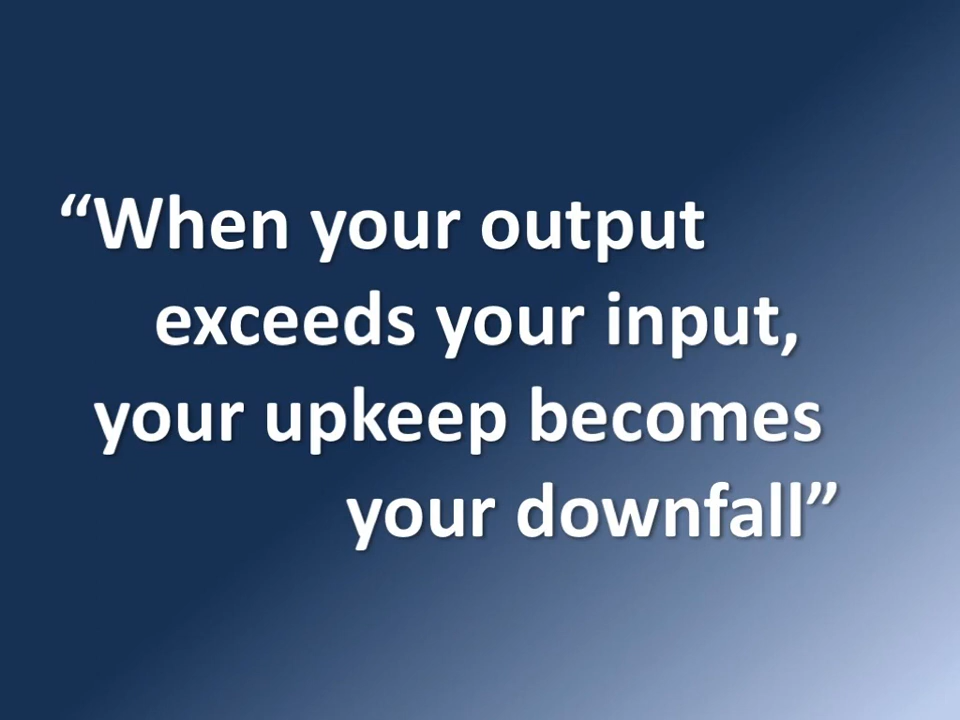 “When your output
exceeds your input,
your upkeep becomes
your downfall”